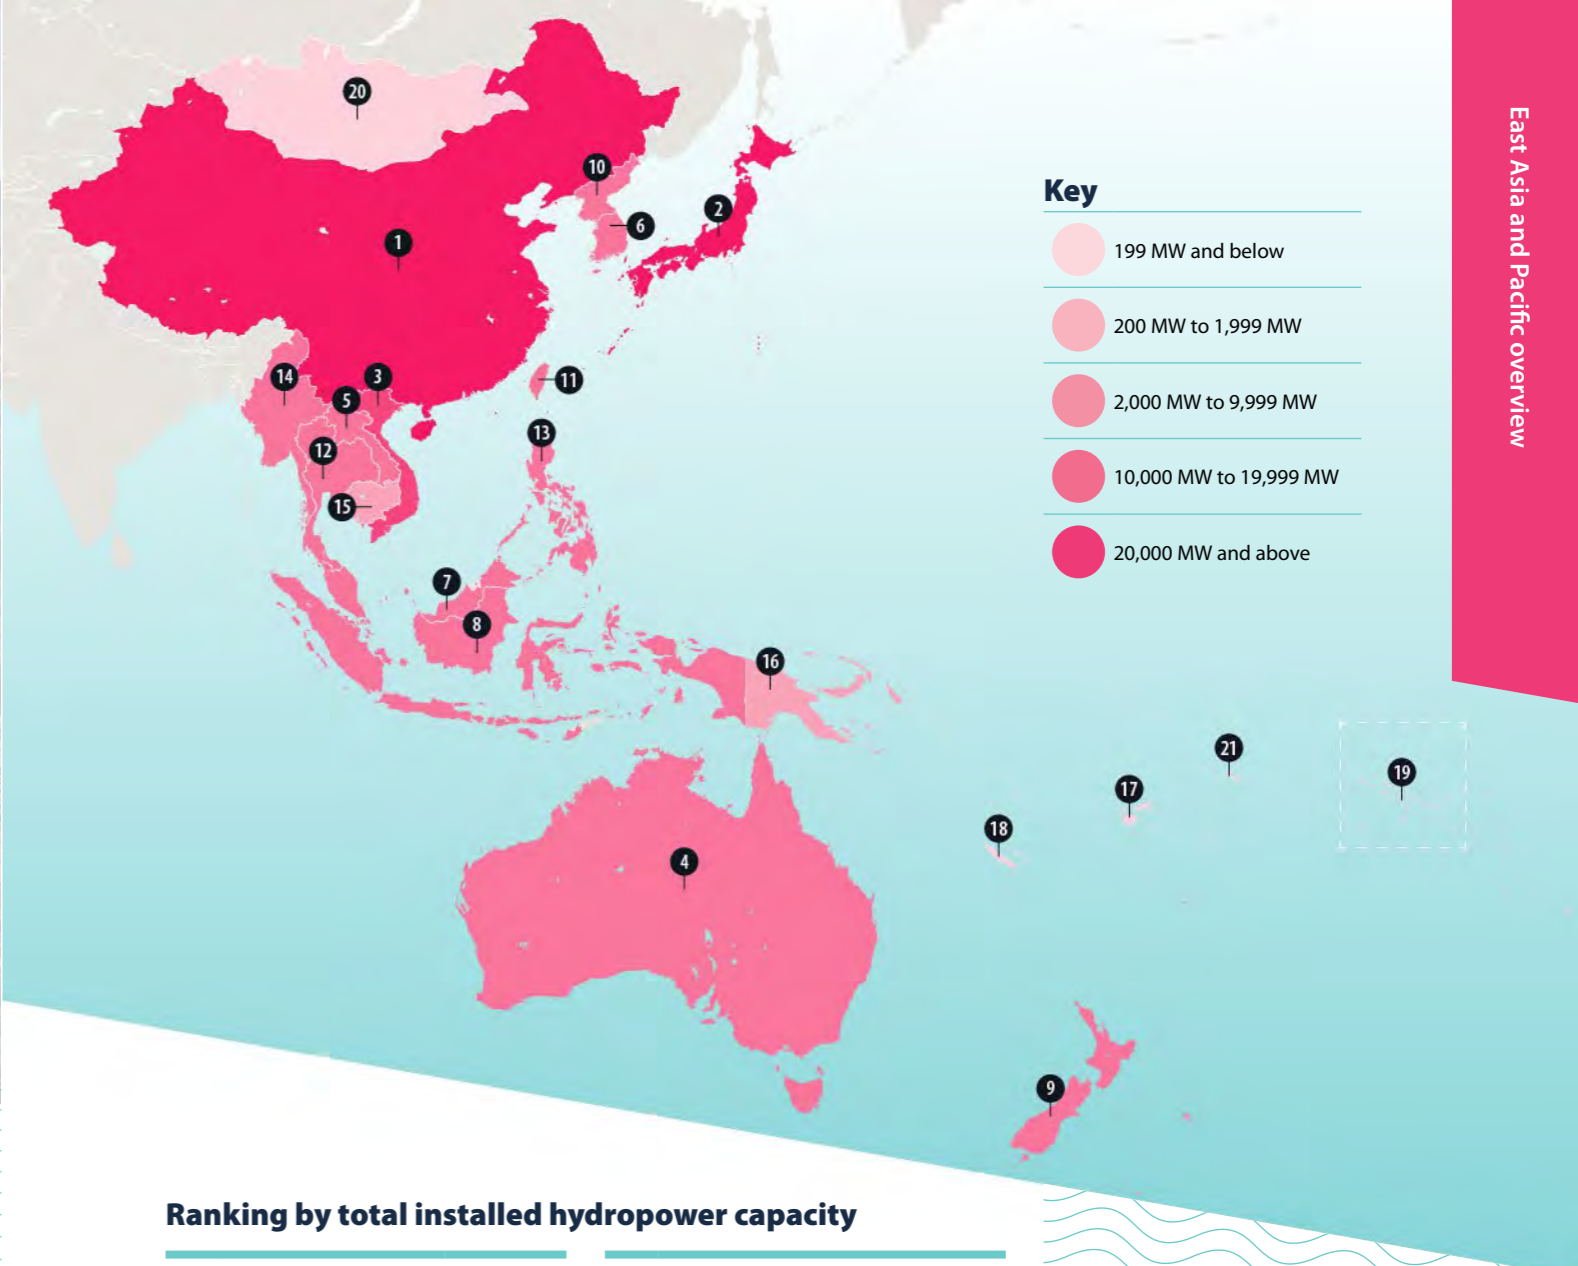 East Asia and Pacific overview
20
10
2
6
1
Key
199 MW and below
200 MW to 1,999 MW
2,000 MW to 9,999 MW
10,000 MW to 19,999 MW
20,000 MW and above
14
3
11
5
13
12
15
7
8
16
21
19
17
18
4
9
Ranking by total installed hydropower capacity